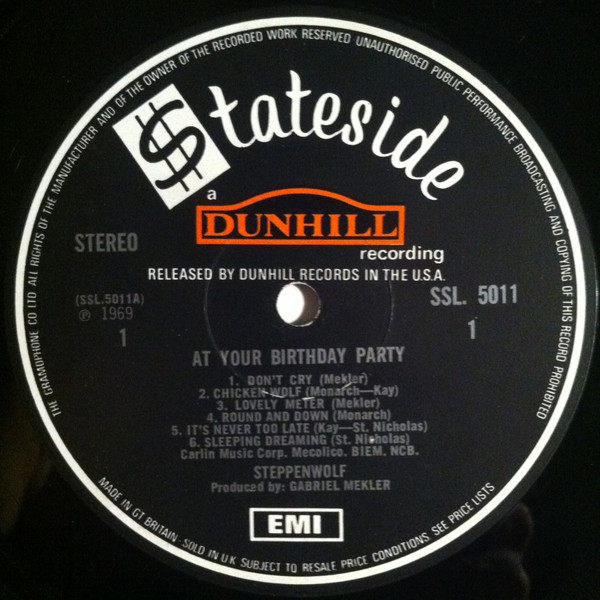 THE GRAMOPHONE CO LTD ALL RIGHTS OF THE MANUFACTURER AND OF THE OWNER OF THE RECORDED WORK RESERVED UNAUTHORISED PUBLIC PERFORMANCE BROADCASTING AND COPYING OF THIS RECORD PROHIBITED
$tateside
a
DUNHILL
recording
RELEASED BY DUNHILL RECORDS IN THE U.S.A.
STEREO
(SSL.5011A)
℗ 1969
1
SSL. 5011
1
AT YOUR BIRTHDAY PARTY
1. DON'T CRY (Mekler)
2. CHICKEN WOLF (Monarch—Kay)
3. LOVELY METER (Mekler)
4. ROUND AND DOWN (Monarch)
5. IT'S NEVER TOO LATE (Kay—St. Nicholas)
6. SLEEPING DREAMING (St. Nicholas)
Carlin Music Corp. Mecolico. BIEM. NCB.
STEPPENWOLF
Produced by: GABRIEL MEKLER
EMI
MADE IN GT BRITAIN · SOLD IN U K SUBJECT TO RESALE PRICE CONDITIONS SEE PRICE LISTS